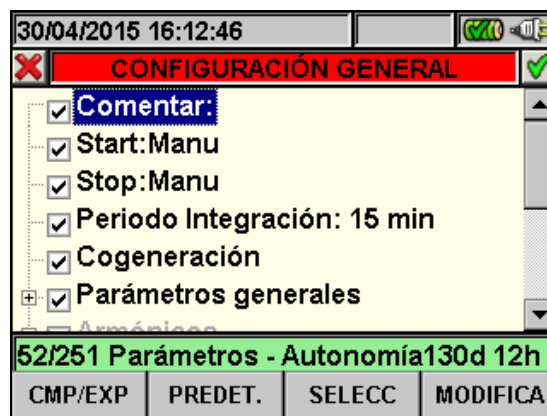 30/04/2015 16:12:46
CONFIGURACIÓN GENERAL
Comentar:
Start:Manu
Stop:Manu
Periodo Integración: 15 min
Cogeneración
Parámetros generales
Armónicos
52/251 Parámetros - Autonomía130d 12h
CMP/EXP PREDET. SELECC MODIFICA